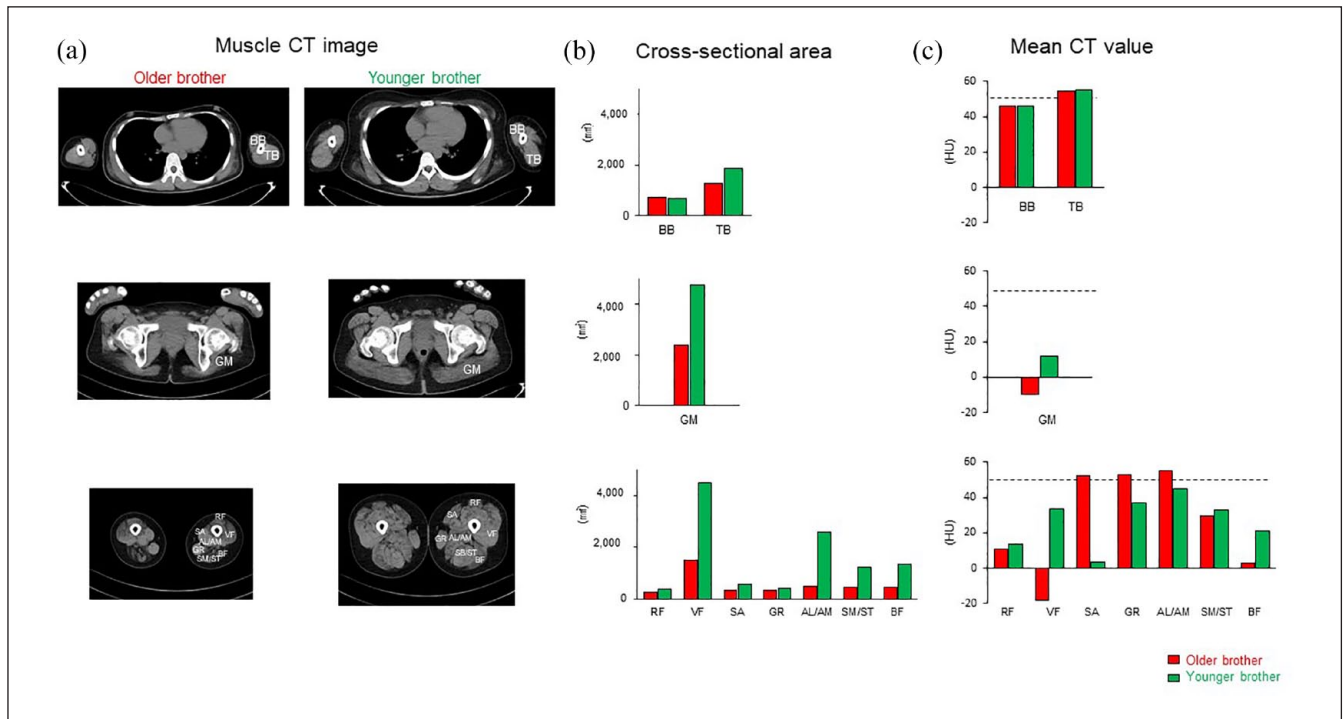 (a)
Muscle CT image
Older brother
Younger brother
BB
TB
BB
TB
GM
GM
RF
SA
VF
AL/AM
GR
BF
SM/ST
RF
SA
VF
GR
AL/AM
SB/ST
BF
(b)
Cross-sectional area
4,000
2,000
0
(㎟)
BB
TB
4,000
2,000
0
(㎟)
GM
4,000
2,000
0
(㎟)
RF
VF
SA
GR
AL/AM
SM/ST
BF
(c)
Mean CT value
60
40
20
0
-20
(HU)
BB
TB
60
40
20
0
-20
(HU)
GM
60
40
20
0
-20
(HU)
RF
VF
SA
GR
AL/AM
SM/ST
BF
Older brother
Younger brother